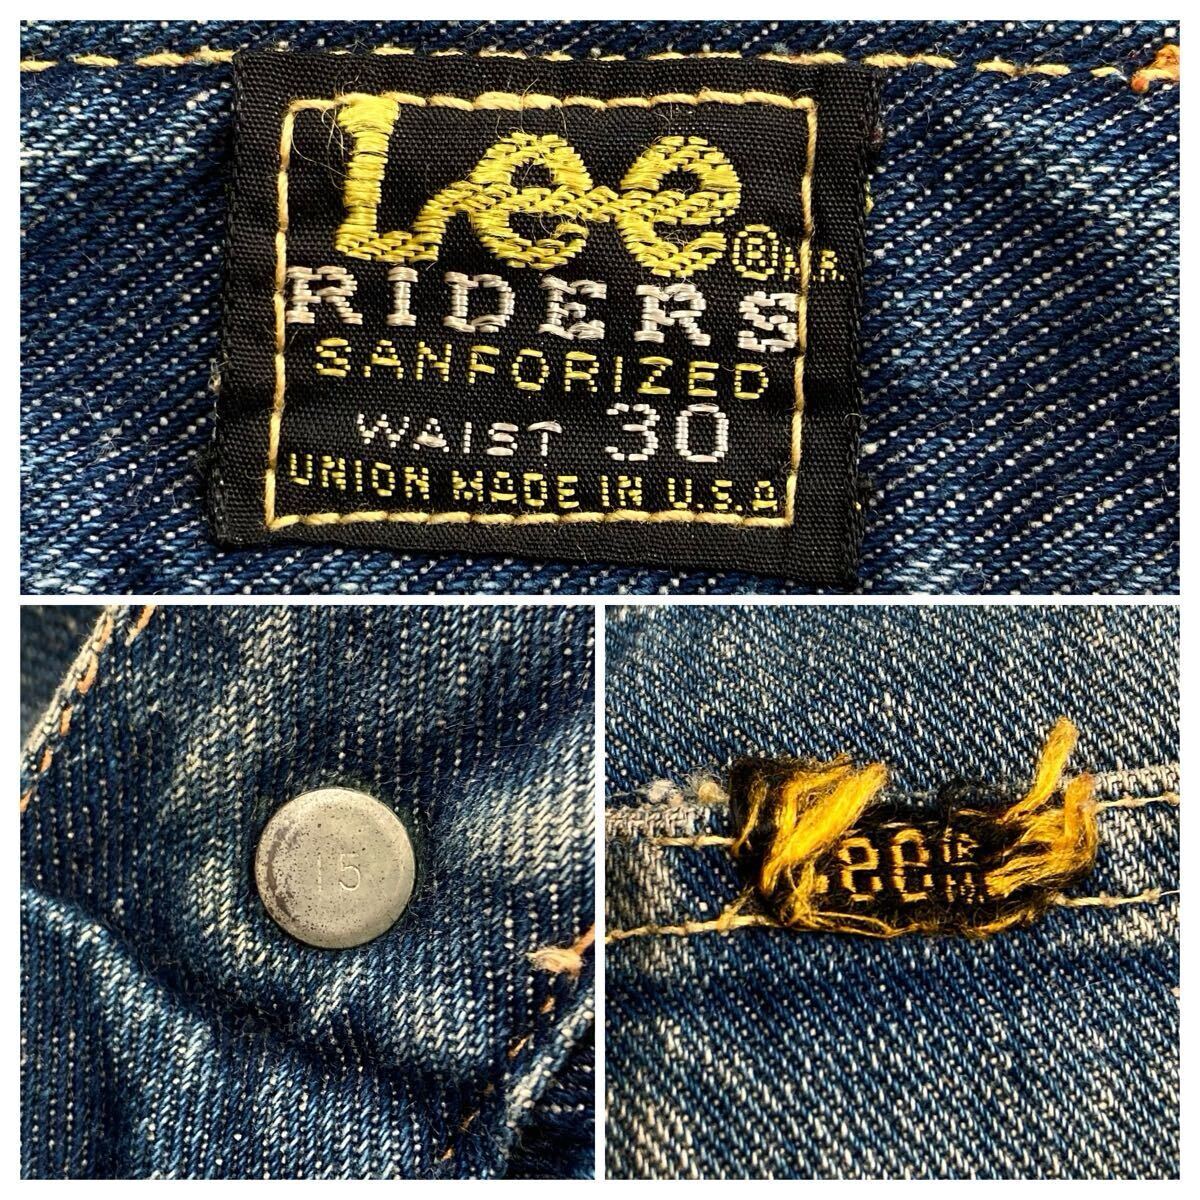 Lee® M.R.
RIDERS
SANFORIZED
WAIST 30
UNION MADE IN U.S.A
15